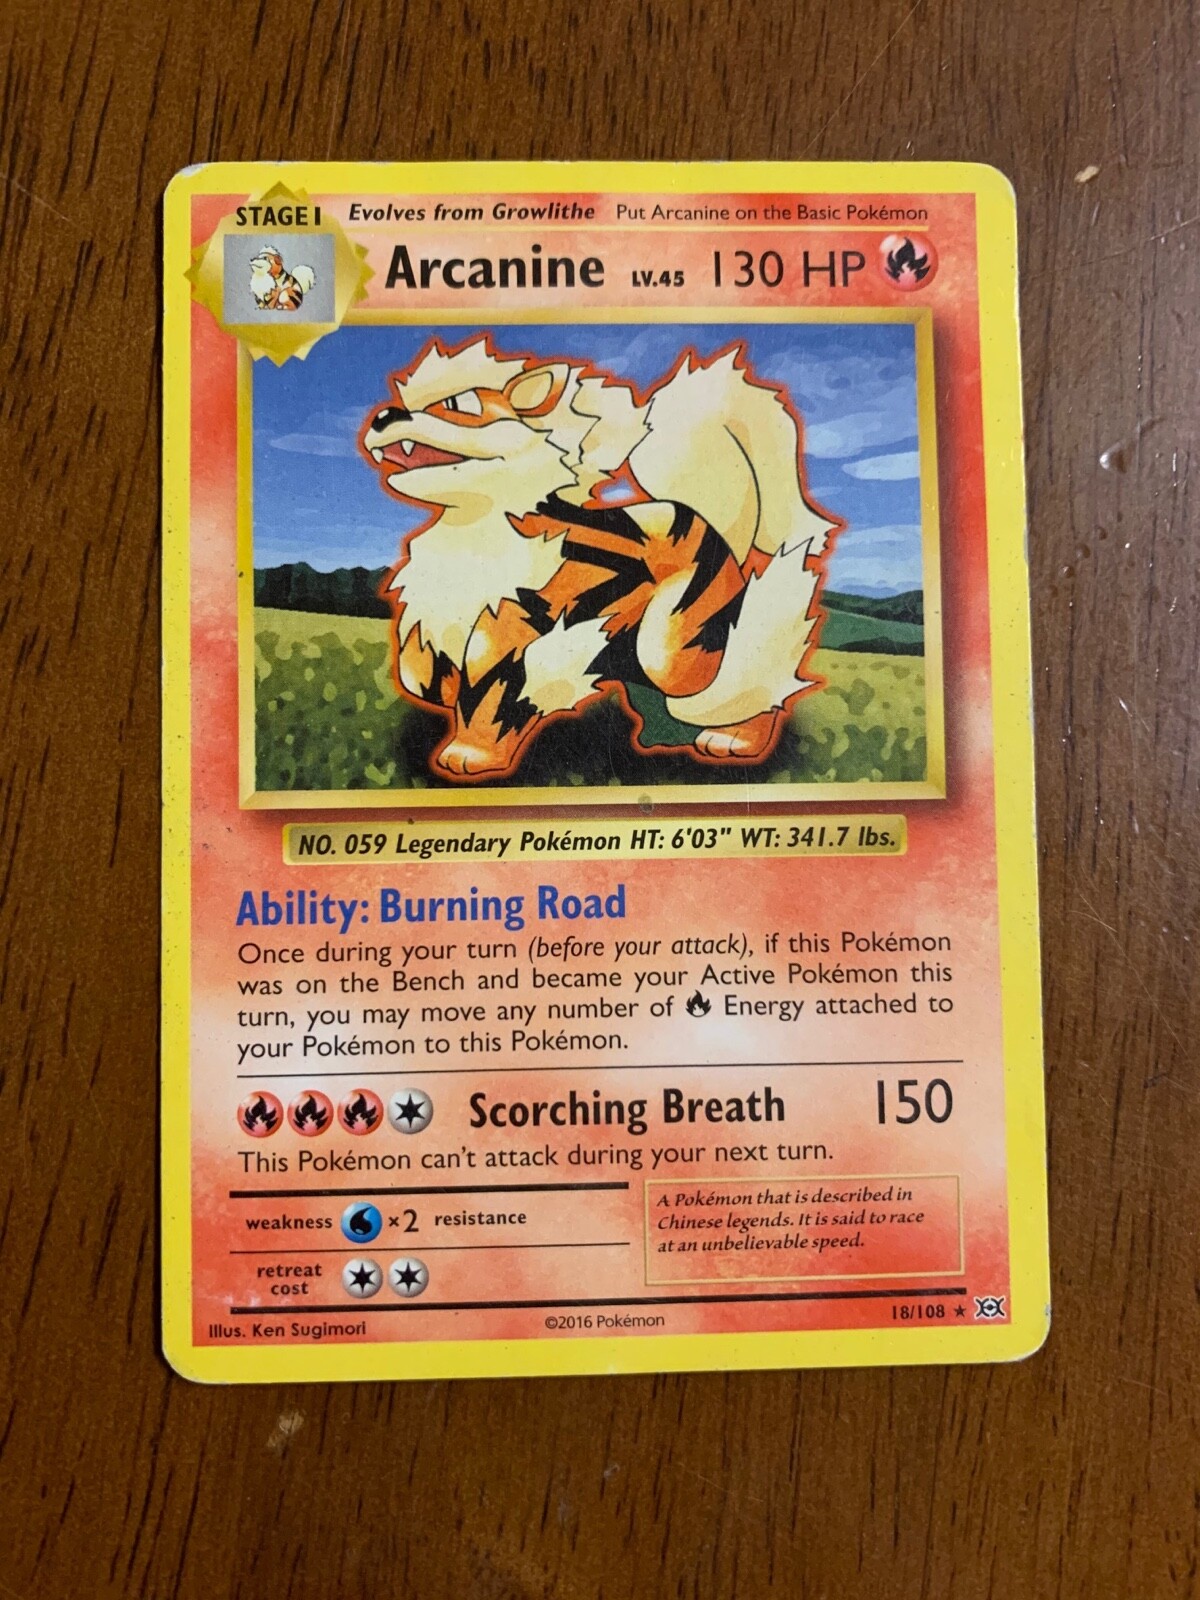 STAGE 1 Evolves from Growlithe Put Arcanine on the Basic Pokémon
Arcanine LV.45 130 HP
NO. 059 Legendary Pokémon HT: 6'03" WT: 341.7 lbs.
Ability: Burning Road
Once during your turn (before your attack), if this Pokémon
was on the Bench and became your Active Pokémon this
turn, you may move any number of Energy attached to
your Pokémon to this Pokémon.
Scorching Breath 150
This Pokémon can't attack during your next turn.
weakness ×2 resistance
retreat
cost
A Pokémon that is described in
Chinese legends. It is said to race
at an unbelievable speed.
Illus. Ken Sugimori ©2016 Pokémon 18/108 ★